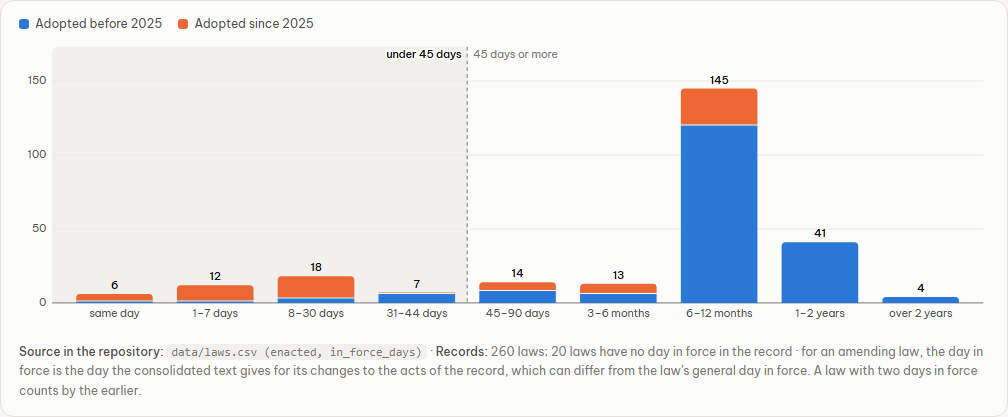 Adopted before 2025 Adopted since 2025
under 45 days 45 days or more
150
100
50
0
6
12
18
7
14
13
145
41
4
same day 1–7 days 8–30 days 31–44 days 45–90 days 3–6 months 6–12 months 1–2 years over 2 years
Source in the repository: data/laws.csv (enacted, in_force_days) · Records: 260 laws; 20 laws have no day in force in the record · for an amending law, the day in
force is the day the consolidated text gives for its changes to the acts of the record, which can differ from the law's general day in force. A law with two days in force
counts by the earlier.